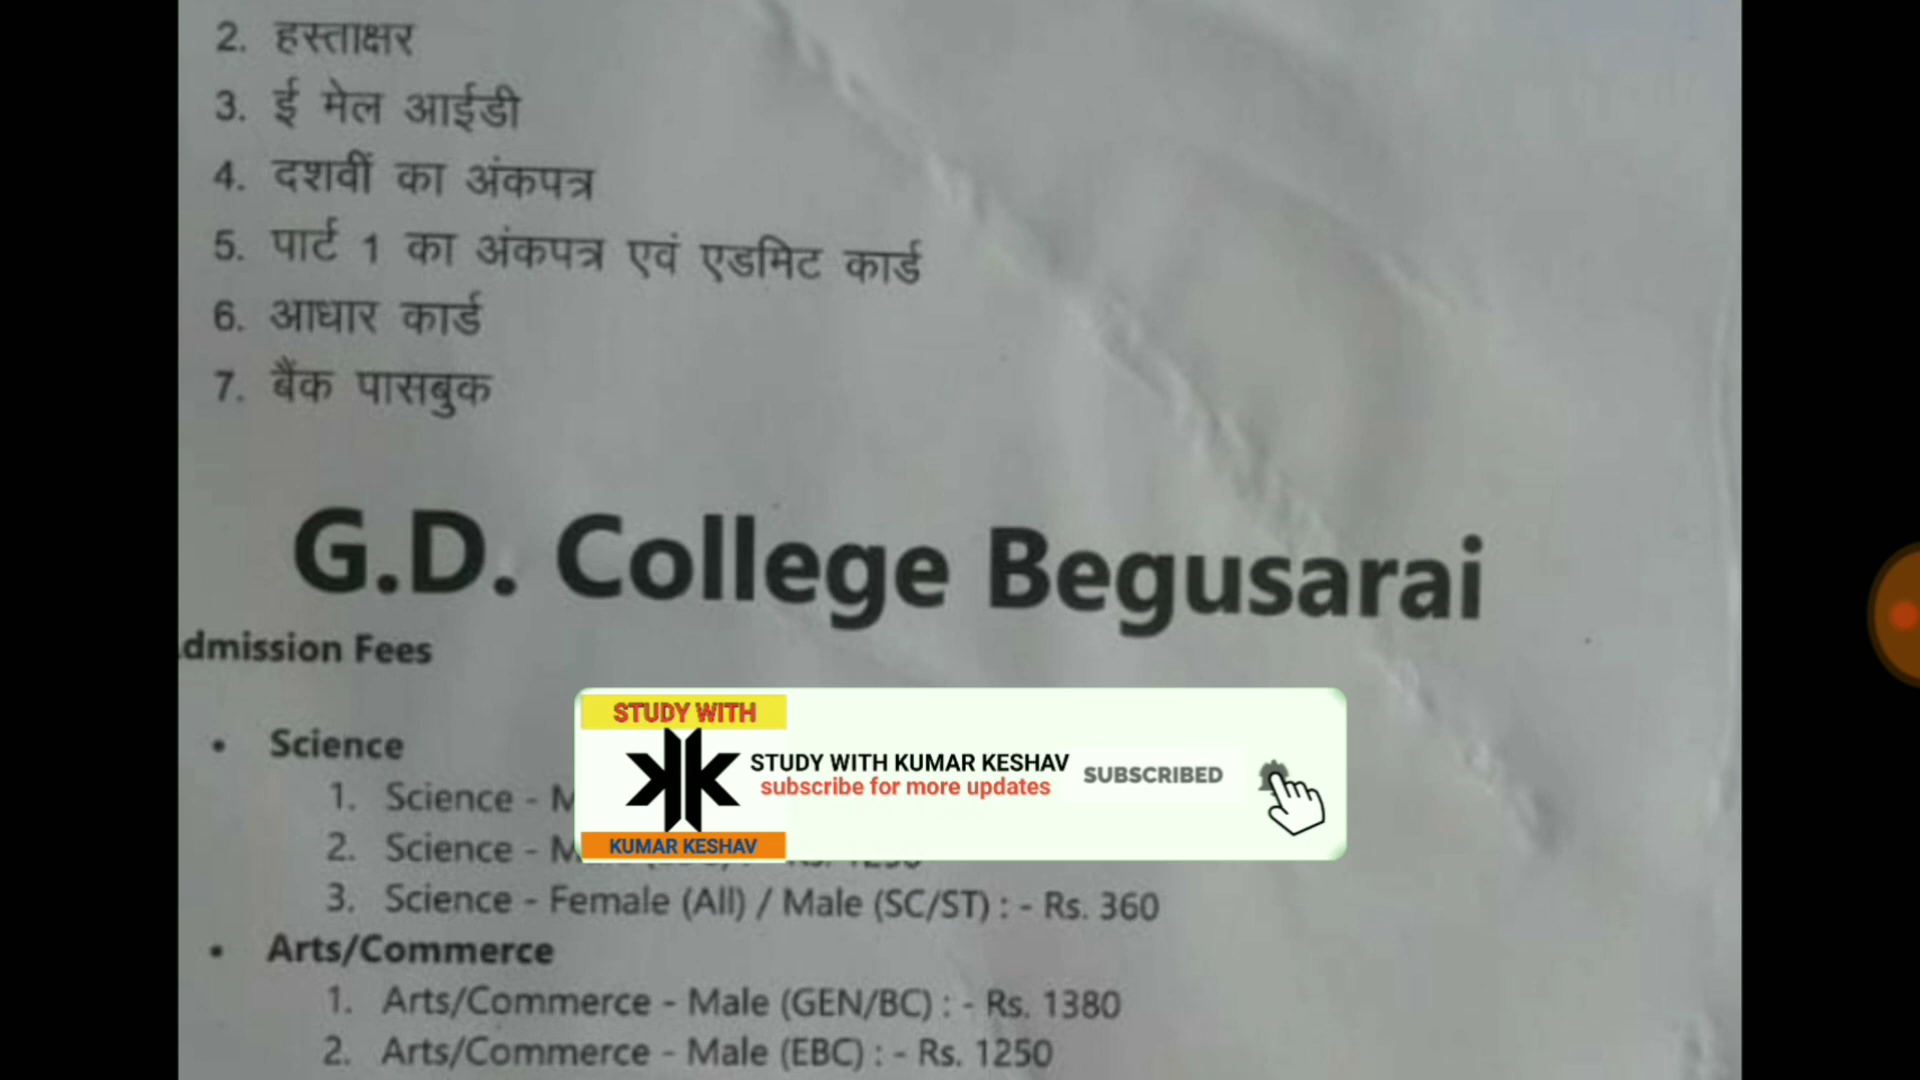 2. हस्ताक्षर
3. ई मेल आईडी
4. दशवीं का अंकपत्र
5. पार्ट 1 का अंकपत्र एवं एडमिट कार्ड
6. आधार कार्ड
7. बैंक पासबुक
G.D. College Begusarai
dmission Fees
• Science
1. Science -
2. Science -
3. Science - Female (All) / Male (SC/ST) : - Rs. 360
• Arts/Commerce
1. Arts/Commerce - Male (GEN/BC) : - Rs. 1380
2. Arts/Commerce - Male (EBC) : - Rs. 1250
STUDY WITH
KK
KUMAR KESHAV
STUDY WITH KUMAR KESHAV
subscribe for more updates
SUBSCRIBED